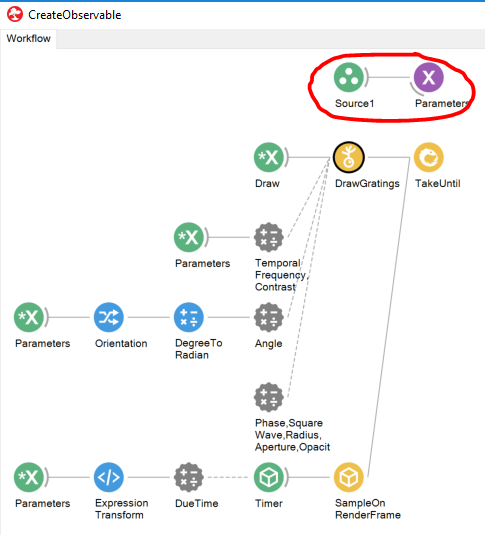 CreateObservable
Workflow
Source1
Parameters
Draw
DrawGratings
TakeUntil
Parameters
Temporal
Frequency,
Contrast
Parameters
Orientation
DegreeTo
Radian
Angle
Phase,Square
Wave,Radius,
Aperture,Opacit
Parameters
Expression
Transform
DueTime
Timer
SampleOn
RenderFrame